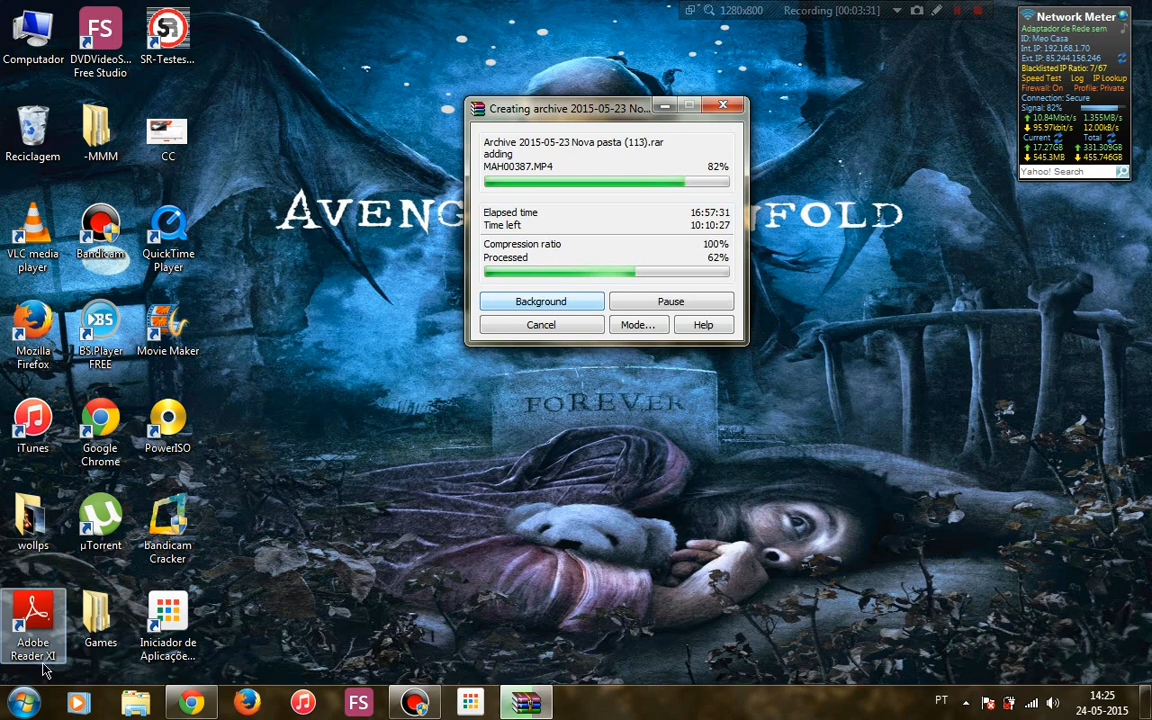 1280x800
Recording [00:03:31]
Computador
DVDVideoS...
Free Studio
SR-Testes...
Reciclagem
-MMM
CC
VLC media
player
Bandicam
QuickTime
Player
Mozilla
Firefox
BS.Player
FREE
Movie Maker
iTunes
Google
Chrome
PowerISO
wollps
µTorrent
bandicam
Cracker
Adobe
Reader XI
Games
Iniciador de
Aplicaçõe...
Creating archive 2015-05-23 No...
Archive 2015-05-23 Nova pasta (113).rar
adding
MAH00387.MP4 82%
Elapsed time 16:57:31
Time left 10:10:27
Compression ratio 100%
Processed 62%
Background Pause
Cancel Mode... Help
FOREVER
Network Meter
Adaptador de Rede sem
ID: Meo Casa
Int. IP: 192.168.1.70
Ext. IP: 85.244.156.246
Blacklisted IP Ratio: 7/67
Speed Test Log IP Lookup
Firewall: On Profile: Private
Connection: Secure
Signal: 82%
10.84Mbit/s 1.355MB/s
95.97kbit/s 12.00kB/s
Current Total
17.27GB 331.309GB
545.3MB 455.746GB
Yahoo! Search
FS
PT
14:25
24-05-2015